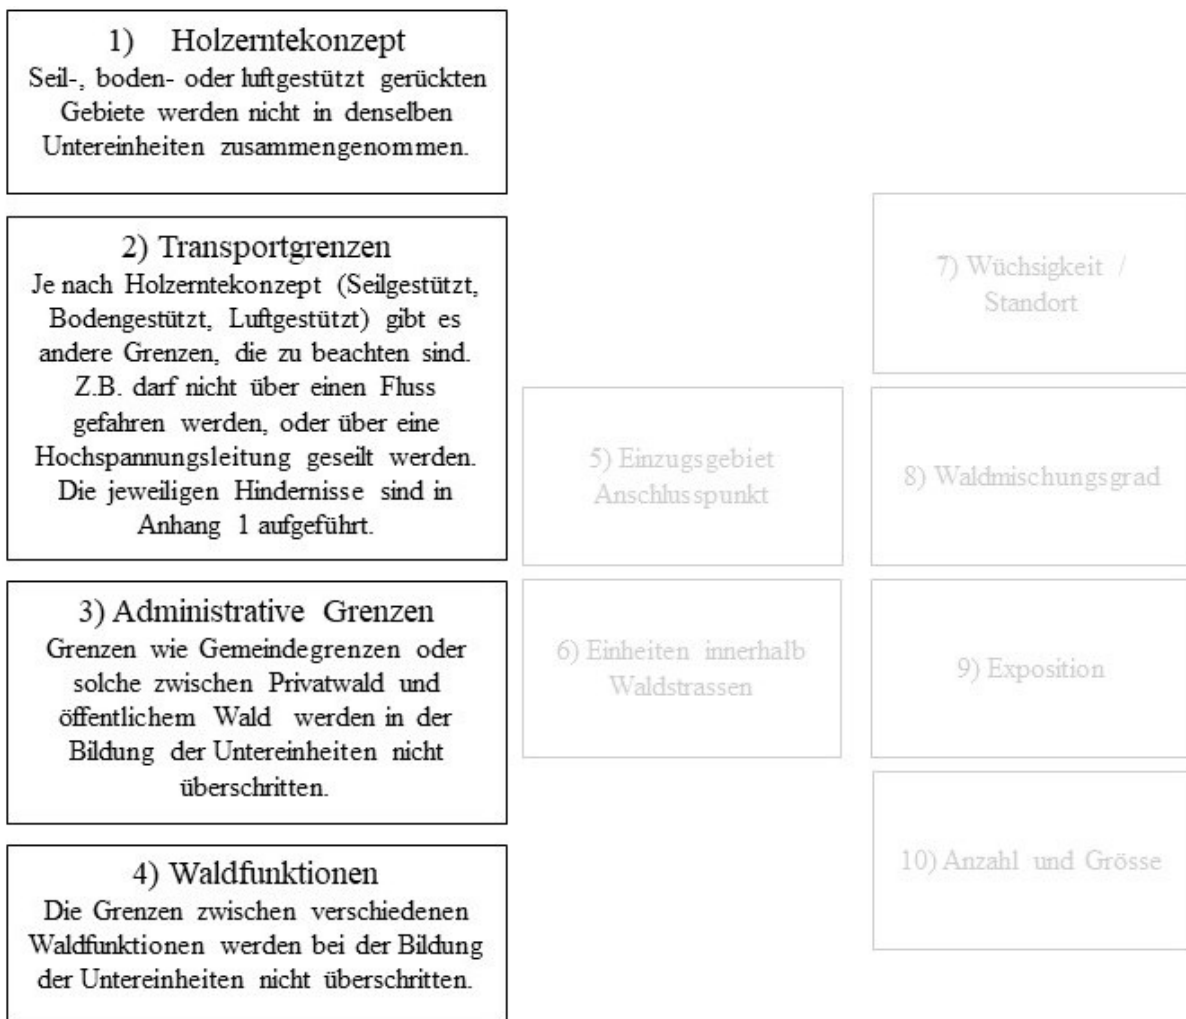 1) Holzerntekonzept
Seil-, boden- oder luftgestützt gerückten
Gebiete werden nicht in denselben
Untereinheiten zusammengenommen.
2) Transportgrenzen
Je nach Holzerntekonzept (Seilgestützt,
Bodengestützt, Luftgestützt) gibt es
andere Grenzen, die zu beachten sind.
Z.B. darf nicht über einen Fluss
gefahren werden, oder über eine
Hochspannungsleitung geseilt werden.
Die jeweiligen Hindernisse sind in
Anhang 1 aufgeführt.
3) Administrative Grenzen
Grenzen wie Gemeindegrenzen oder
solche zwischen Privatwald und
öffentlichem Wald werden in der
Bildung der Untereinheiten nicht
überschritten.
4) Waldfunktionen
Die Grenzen zwischen verschiedenen
Waldfunktionen werden bei der Bildung
der Untereinheiten nicht überschritten.
5) Einzugsgebiet
Anschlusspunkt
6) Einheiten innerhalb
Waldstrassen
7) Wüchsigkeit /
Standort
8) Waldmischungsgrad
9) Exposition
10) Anzahl und Grösse